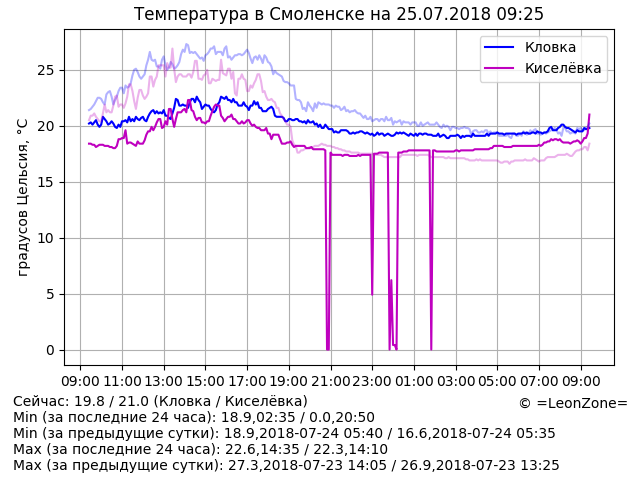 Температура в Смоленске на 25.07.2018 09:25
Кловка
Киселёвка
градусов Цельсия, °C
25
20
15
10
5
0
09:00 11:00 13:00 15:00 17:00 19:00 21:00 23:00 01:00 03:00 05:00 07:00 09:00
Сейчас: 19.8 / 21.0 (Кловка / Киселёвка)
© =LeonZone=
Min (за последние 24 часа): 18.9,02:35 / 0.0,20:50
Min (за предыдущие сутки): 18.9,2018-07-24 05:40 / 16.6,2018-07-24 05:35
Max (за последние 24 часа): 22.6,14:35 / 22.3,14:10
Max (за предыдущие сутки): 27.3,2018-07-23 14:05 / 26.9,2018-07-23 13:25